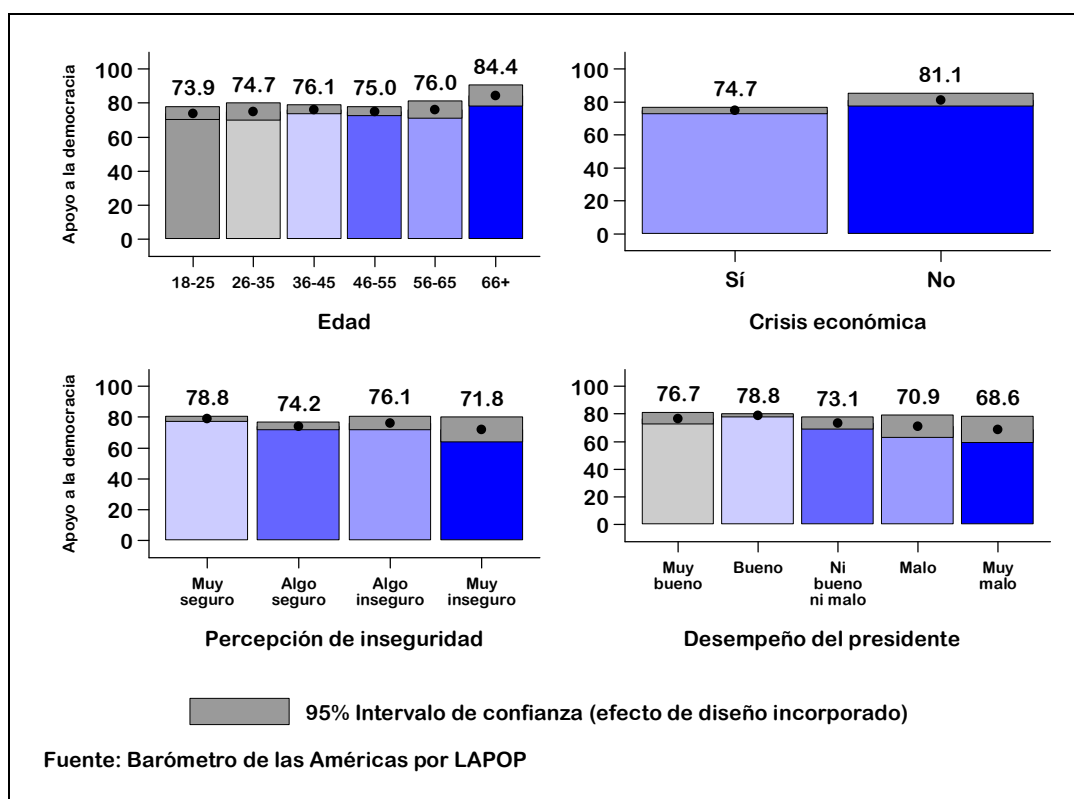 Apoyo a la democracia
100
80
60
40
20
0
73.9
74.7
76.1
75.0
76.0
84.4
18-25
26-35
36-45
46-55
56-65
66+
Edad
100
80
60
40
20
0
74.7
81.1
Sí
No
Crisis económica
Apoyo a la democracia
100
80
60
40
20
0
78.8
74.2
76.1
71.8
Muy
seguro
Algo
seguro
Algo
inseguro
Muy
inseguro
Percepción de inseguridad
100
80
60
40
20
0
76.7
78.8
73.1
70.9
68.6
Muy
bueno
Bueno
Ni
bueno
ni malo
Malo
Muy
malo
Desempeño del presidente
95% Intervalo de confianza (efecto de diseño incorporado)
Fuente: Barómetro de las Américas por LAPOP